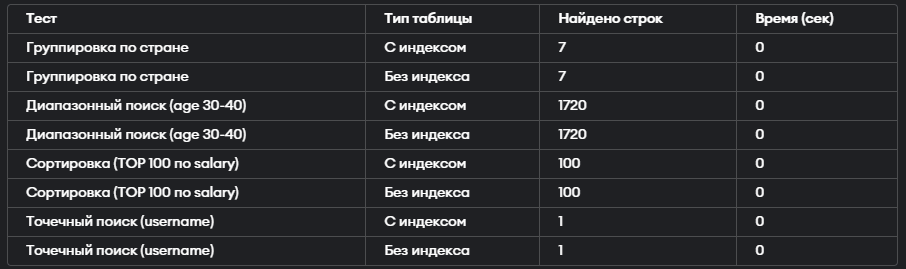 Тест Тип таблицы Найдено строк Время (сек)
Группировка по стране С индексом 7 0
Группировка по стране Без индекса 7 0
Диапазонный поиск (age 30-40) С индексом 1720 0
Диапазонный поиск (age 30-40) Без индекса 1720 0
Сортировка (TOP 100 по salary) С индексом 100 0
Сортировка (TOP 100 по salary) Без индекса 100 0
Точечный поиск (username) С индексом 1 0
Точечный поиск (username) Без индекса 1 0